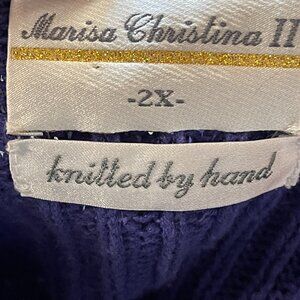 Marisa Christina II
-2X-
knitted by hand